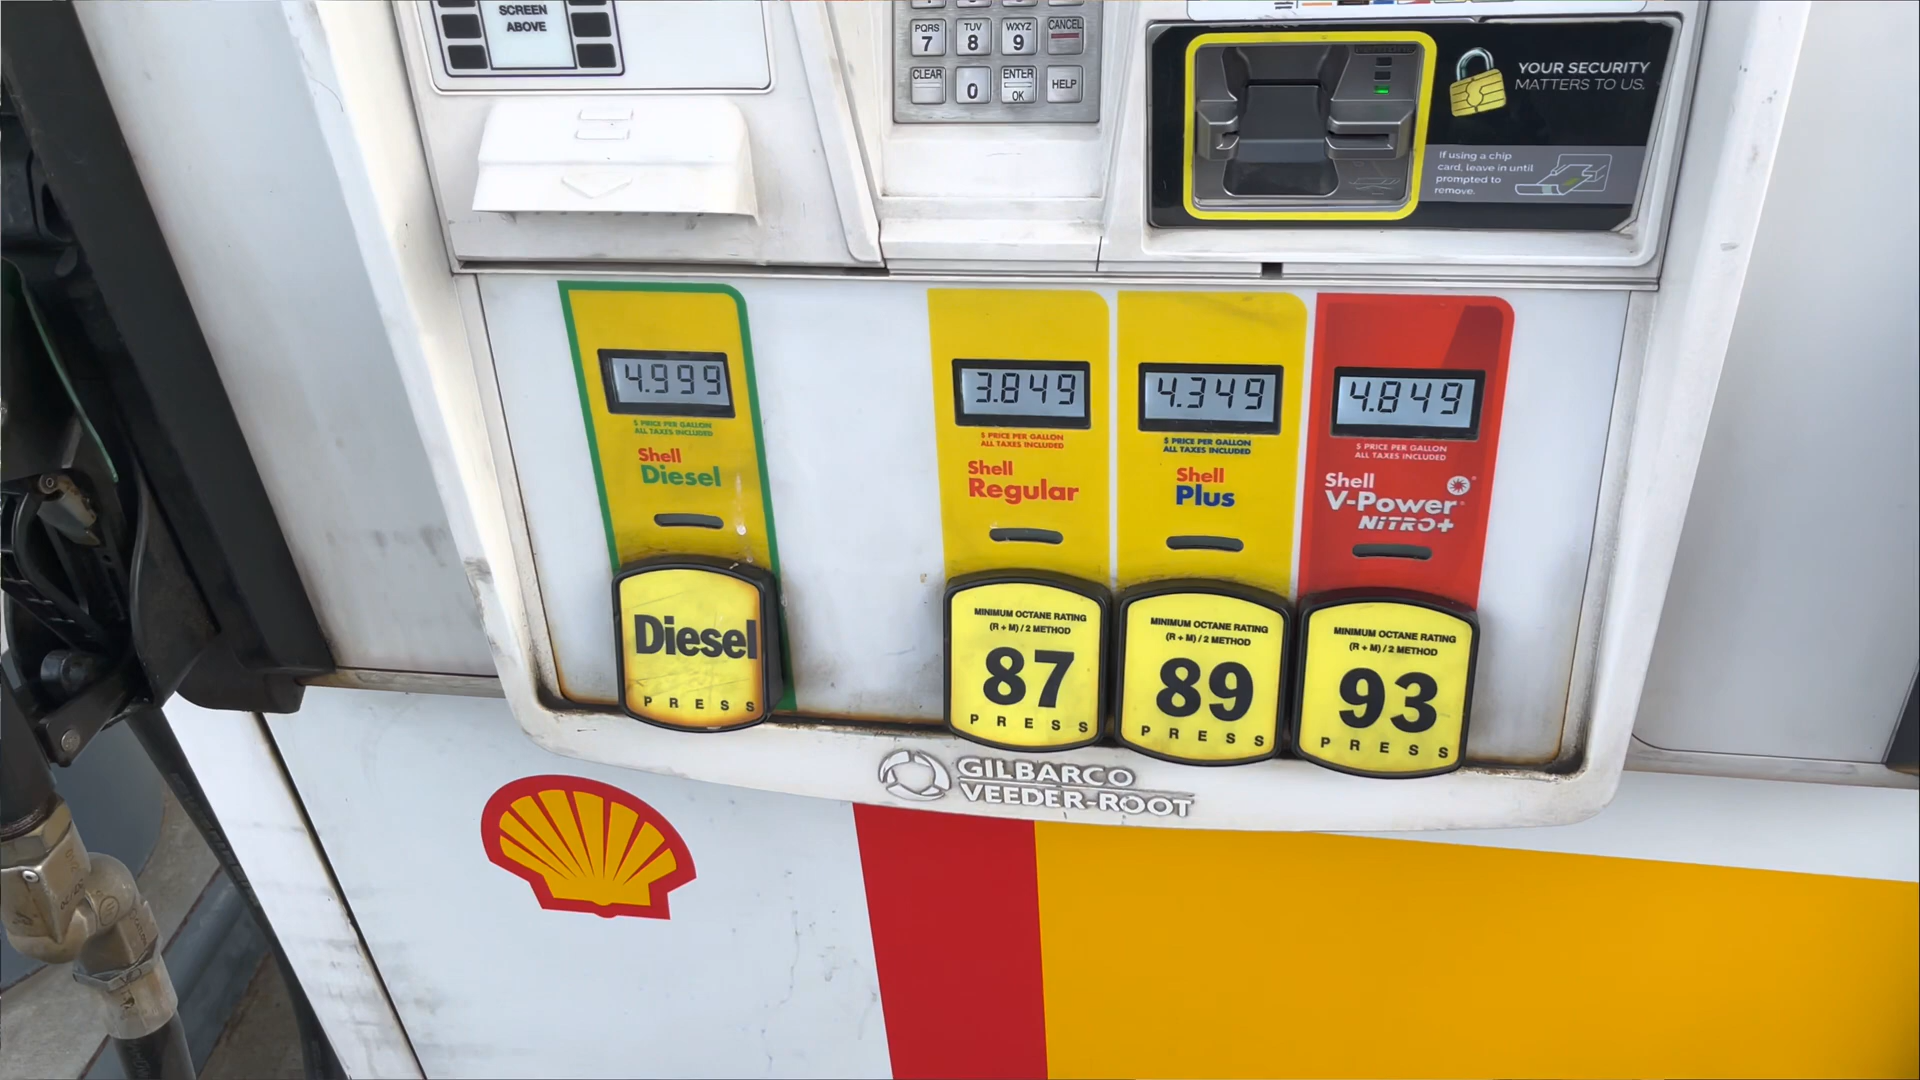 SCREEN
ABOVE
PQRS
7
TUV
8
WXYZ
9
CANCEL
CLEAR
0
ENTER
OK
HELP
YOUR SECURITY
MATTERS TO US.
If using a chip
card, leave in until
prompted to
remove.
4.999
$ PRICE PER GALLON
ALL TAXES INCLUDED
Shell
Diesel
3.849
$ PRICE PER GALLON
ALL TAXES INCLUDED
Shell
Regular
4.349
$ PRICE PER GALLON
ALL TAXES INCLUDED
Shell
Plus
4.849
$ PRICE PER GALLON
ALL TAXES INCLUDED
Shell
V-Power
NiTRO+
Diesel
PRESS
MINIMUM OCTANE RATING
(R + M) / 2 METHOD
87
PRESS
MINIMUM OCTANE RATING
(R + M) / 2 METHOD
89
PRESS
MINIMUM OCTANE RATING
(R + M) / 2 METHOD
93
PRESS
GILBARCO
VEEDER-ROOT